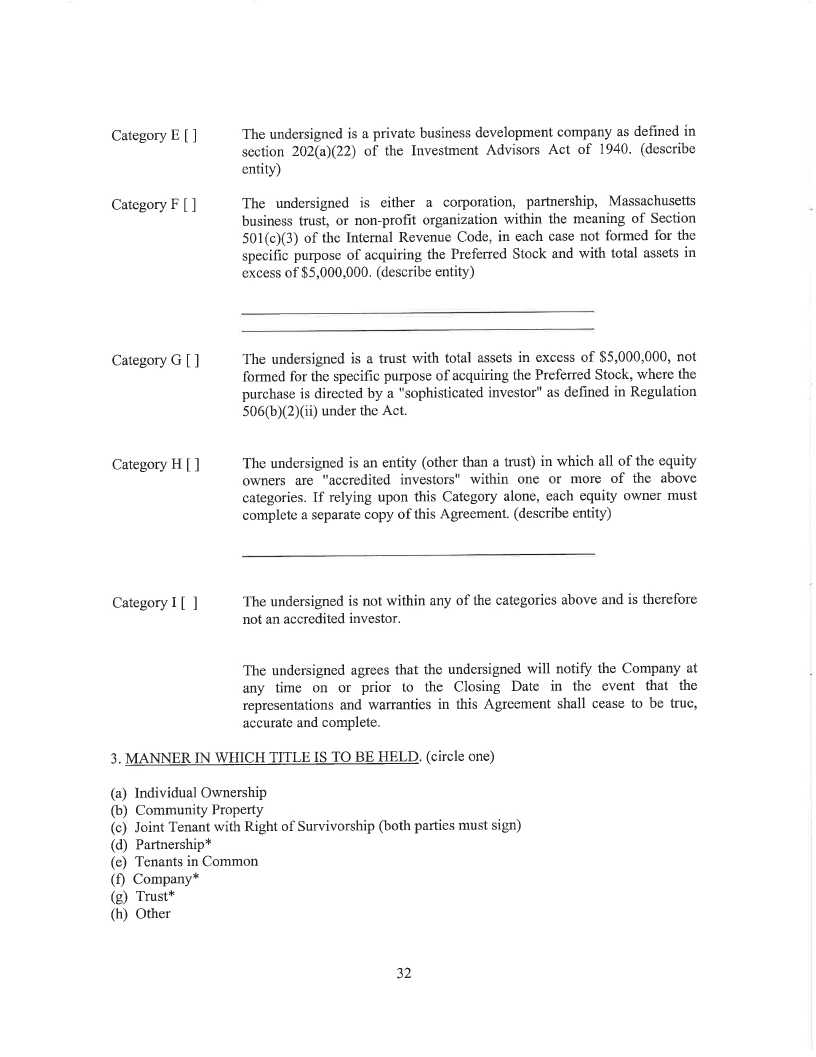 Category E [ ] The undersigned is a private business development company as defined in
section 202(a)(22) of the Investment Advisors Act of 1940. (describe
entity)
Category F [ ] The undersigned is either a corporation, partnership, Massachusetts
business trust, or non-profit organization within the meaning of Section
501(c)(3) of the Internal Revenue Code, in each case not formed for the
specific purpose of acquiring the Preferred Stock and with total assets in
excess of $5,000,000. (describe entity)
Category G [ ] The undersigned is a trust with total assets in excess of $5,000,000, not
formed for the specific purpose of acquiring the Preferred Stock, where the
purchase is directed by a "sophisticated investor" as defined in Regulation
506(b)(2)(ii) under the Act.
Category H [ ] The undersigned is an entity (other than a trust) in which all of the equity
owners are "accredited investors" within one or more of the above
categories. If relying upon this Category alone, each equity owner must
complete a separate copy of this Agreement. (describe entity)
Category I [ ] The undersigned is not within any of the categories above and is therefore
not an accredited investor.
The undersigned agrees that the undersigned will notify the Company at
any time on or prior to the Closing Date in the event that the
representations and warranties in this Agreement shall cease to be true,
accurate and complete.
3. MANNER IN WHICH TITLE IS TO BE HELD. (circle one)
(a) Individual Ownership
(b) Community Property
(c) Joint Tenant with Right of Survivorship (both parties must sign)
(d) Partnership*
(e) Tenants in Common
(f) Company*
(g) Trust*
(h) Other
32